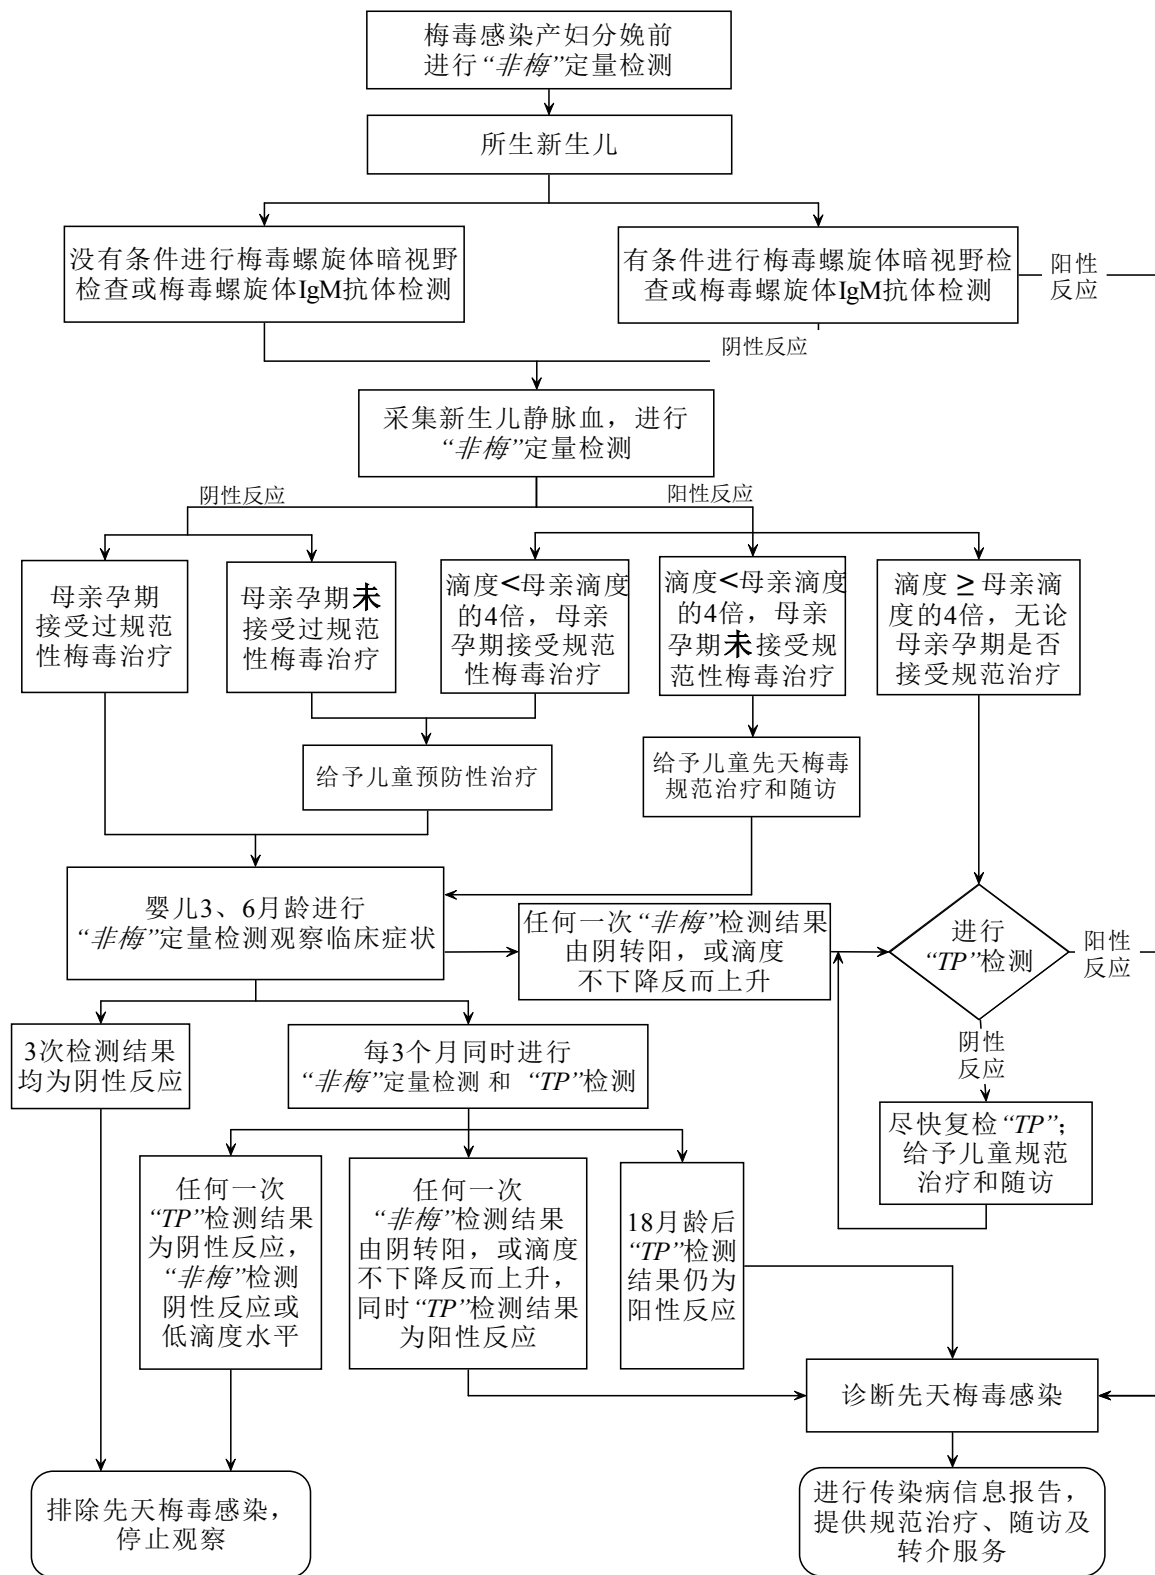 梅毒感染产妇分娩前
进行“非梅”定量检测
所生新生儿
没有条件进行梅毒螺旋体暗视野
检查或梅毒螺旋体IgM抗体检测
有条件进行梅毒螺旋体暗视野检
查或梅毒螺旋体IgM抗体检测
阳性
反应
阴性反应
采集新生儿静脉血，进行
“非梅”定量检测
阴性反应
阳性反应
母亲孕期
接受过规范
性梅毒治疗
母亲孕期未
接受过规范
性梅毒治疗
滴度<母亲滴度
的4倍，母亲
孕期接受规范
性梅毒治疗
滴度<母亲滴度
的4倍，母亲
孕期未接受规
范性梅毒治疗
滴度 ≥ 母亲滴
度的4倍，无论
母亲孕期是否
接受规范治疗
给予儿童预防性治疗
给予儿童先天梅毒
规范治疗和随访
婴儿3、6月龄进行
“非梅”定量检测观察临床症状
任何一次“非梅”检测结果
由阴转阳，或滴度
不下降反而上升
进行
“TP”检测
阳性
反应
阴性
反应
3次检测结果
均为阴性反应
每3个月同时进行
“非梅”定量检测 和 “TP”检测
尽快复检“TP”；
给予儿童规范
治疗和随访
任何一次
“TP”检测结果
为阴性反应，
“非梅”检测
阴性反应或
低滴度水平
任何一次
“非梅”检测结果
由阴转阳，或滴度
不下降反而上升，
同时“TP”检测结果
为阳性反应
18月龄后
“TP”检测
结果仍为
阳性反应
诊断先天梅毒感染
排除先天梅毒感染，
停止观察
进行传染病信息报告，
提供规范治疗、随访及
转介服务